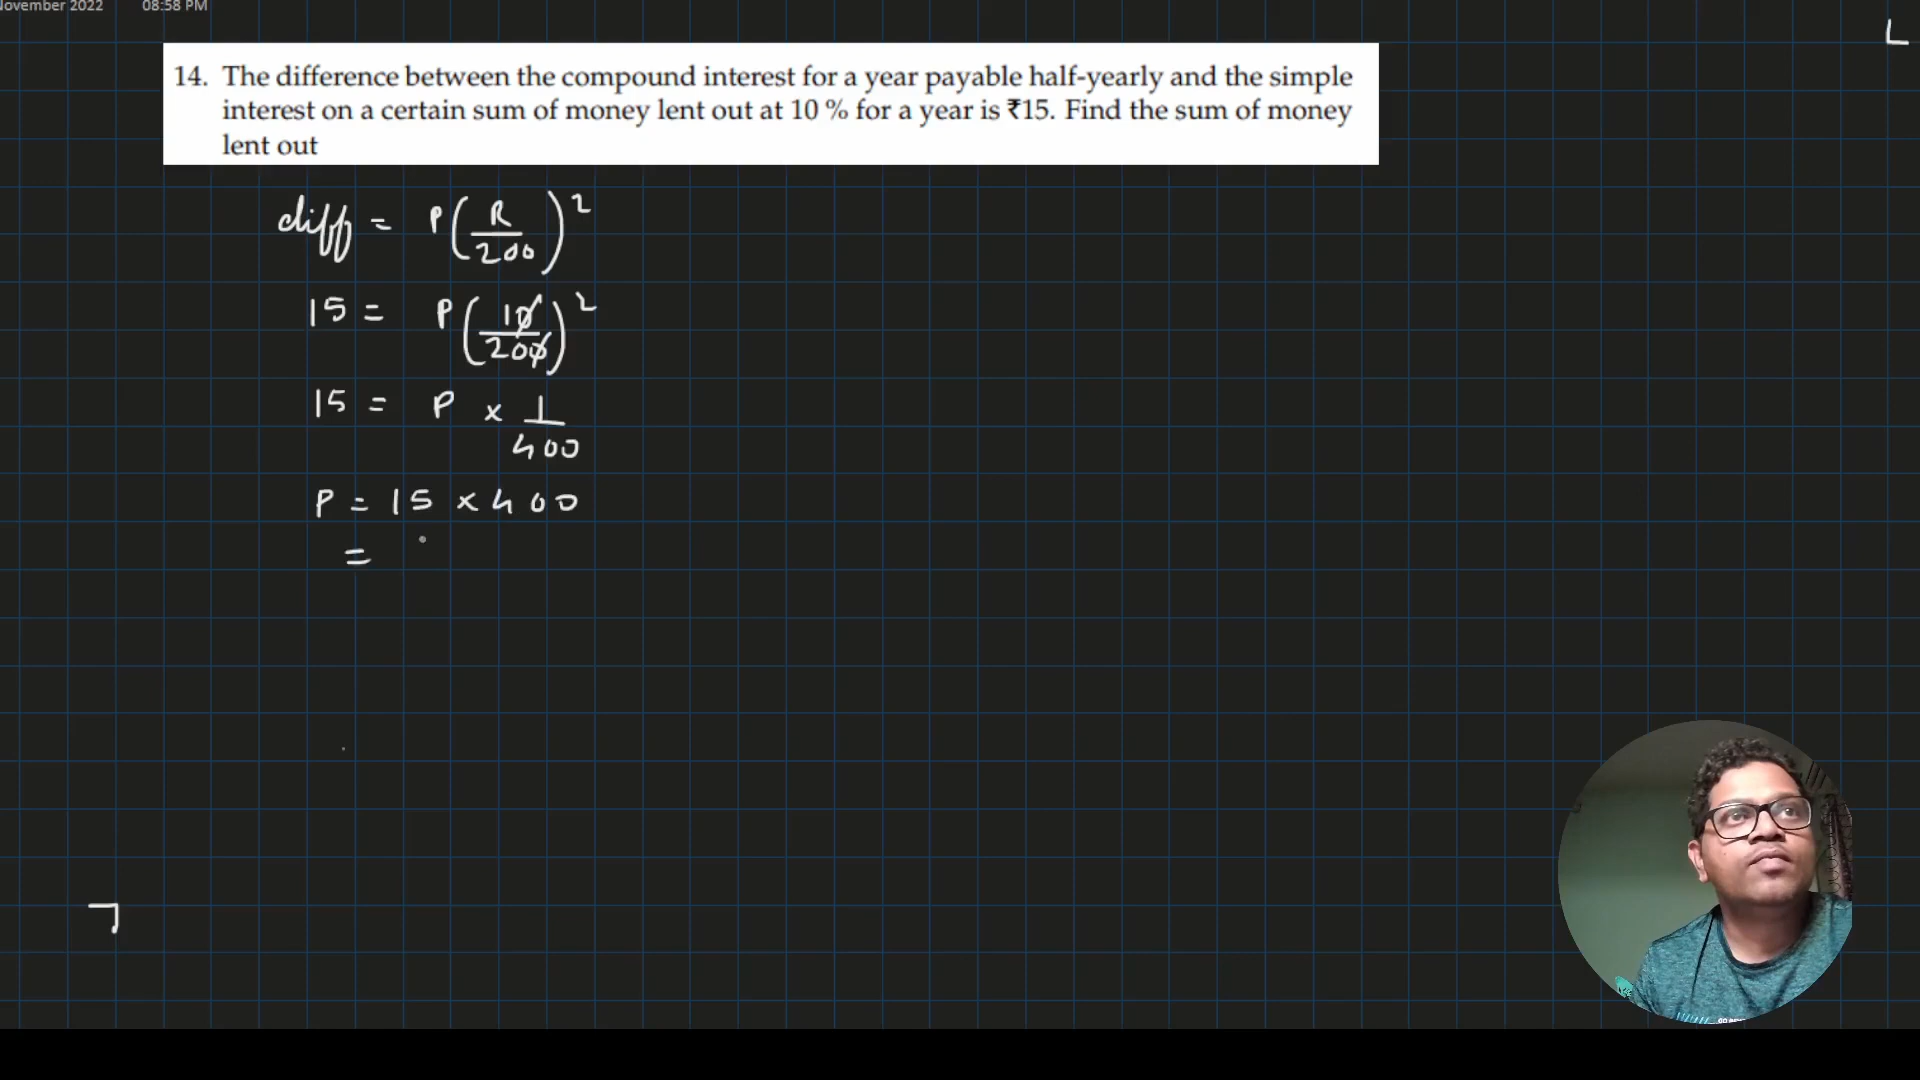 November 2022 08:58 PM
14. The difference between the compound interest for a year payable half-yearly and the simple
interest on a certain sum of money lent out at 10 % for a year is ₹15. Find the sum of money
lent out
diff = P(R/200)²
15 = P(10/200)²
15 = P x 1/400
P = 15 x 400
=